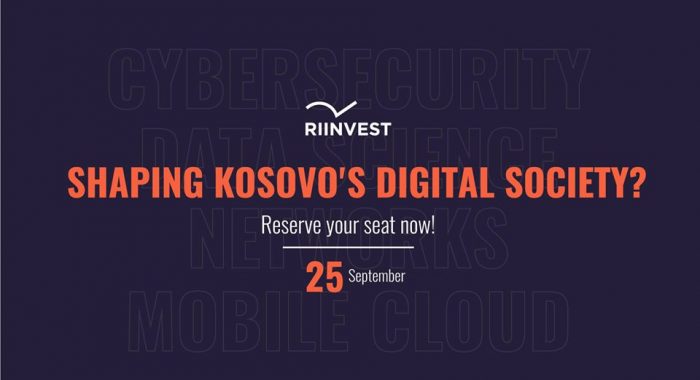 CYBERSECURITY
RIINVEST
DATA SCIENCE
SHAPING KOSOVO'S DIGITAL SOCIETY?
Reserve your seat now!
NETWORKS
25 September
MOBILE CLOUD